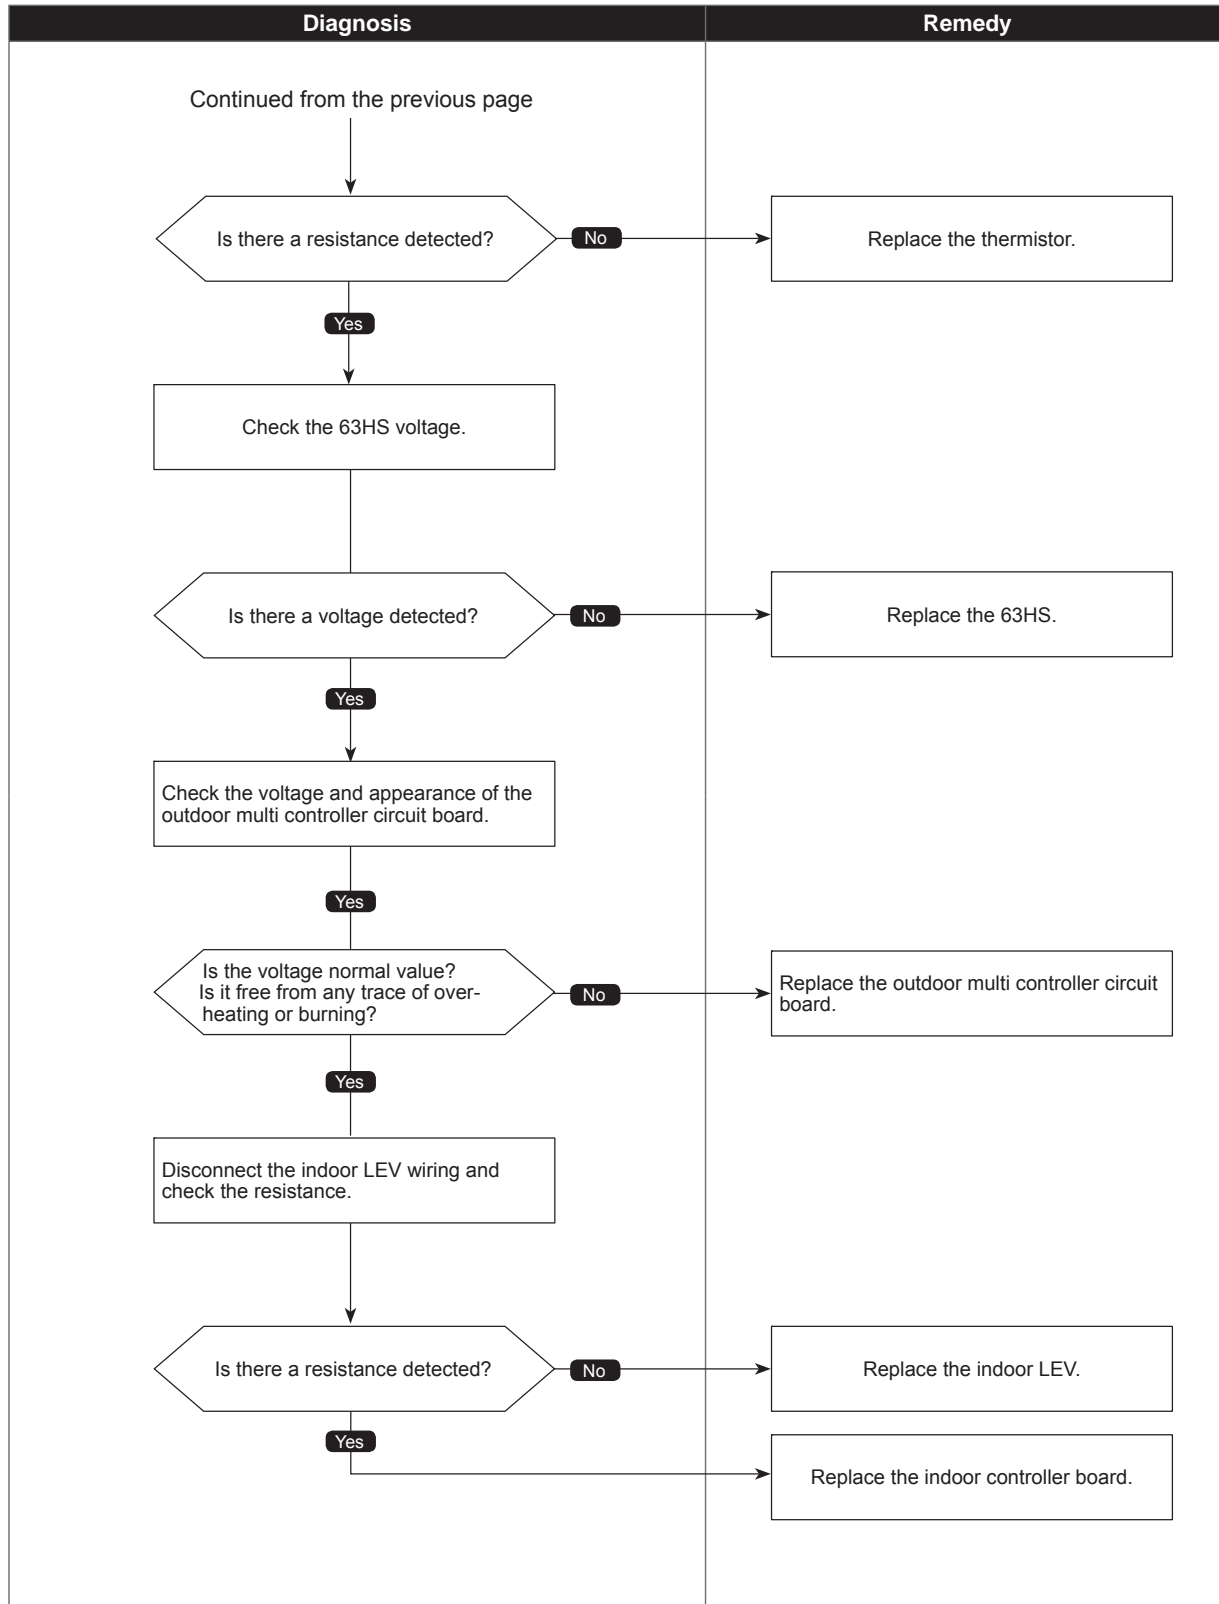 Diagnosis
Remedy
Continued from the previous page
Is there a resistance detected?
No
Replace the thermistor.
Yes
Check the 63HS voltage.
Is there a voltage detected?
No
Replace the 63HS.
Yes
Check the voltage and appearance of the
outdoor multi controller circuit board.
Yes
Is the voltage normal value?
Is it free from any trace of over-
heating or burning?
No
Replace the outdoor multi controller circuit
board.
Yes
Disconnect the indoor LEV wiring and
check the resistance.
Is there a resistance detected?
No
Replace the indoor LEV.
Yes
Replace the indoor controller board.